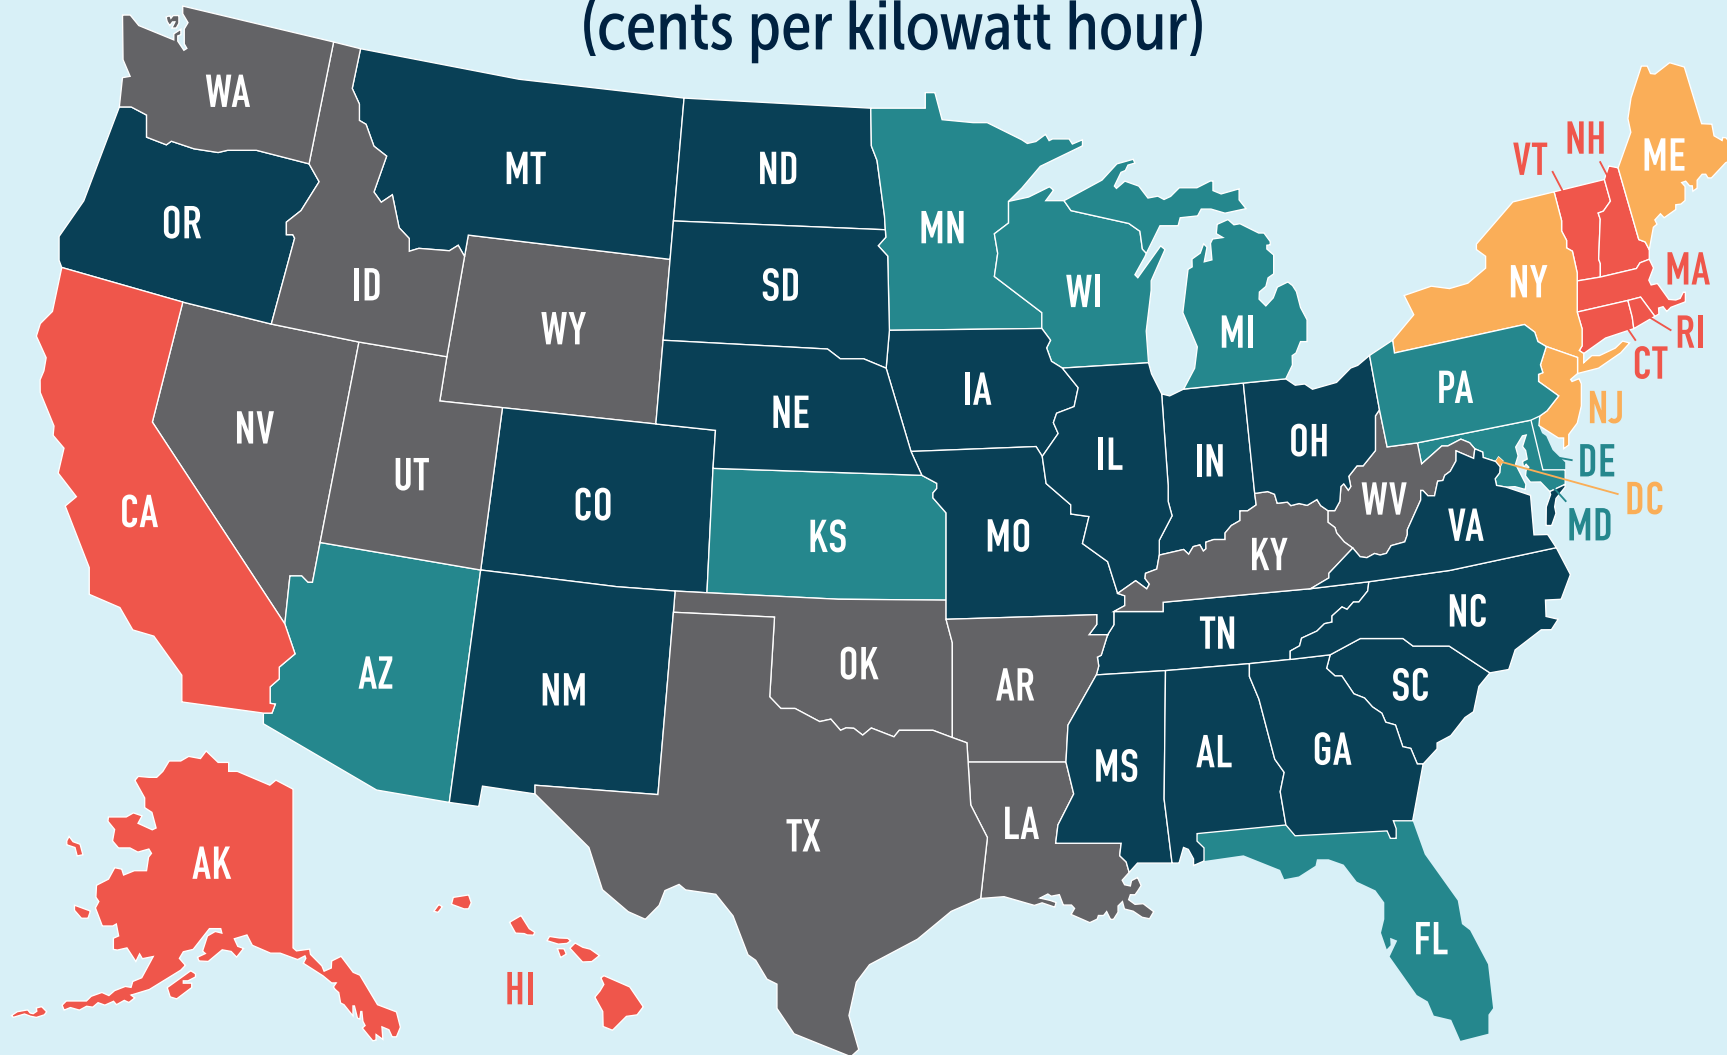 (cents per kilowatt hour)
WA
MT
ND
MN
VT
NH
ME
OR
ID
SD
WI
MI
NY
MA
RI
CT
WY
NV
UT
NE
IA
IL
IN
OH
PA
NJ
DE
DC
MD
CA
CO
KS
MO
KY
WV
VA
AZ
NM
OK
AR
TN
NC
SC
MS
AL
GA
TX
LA
FL
AK
HI